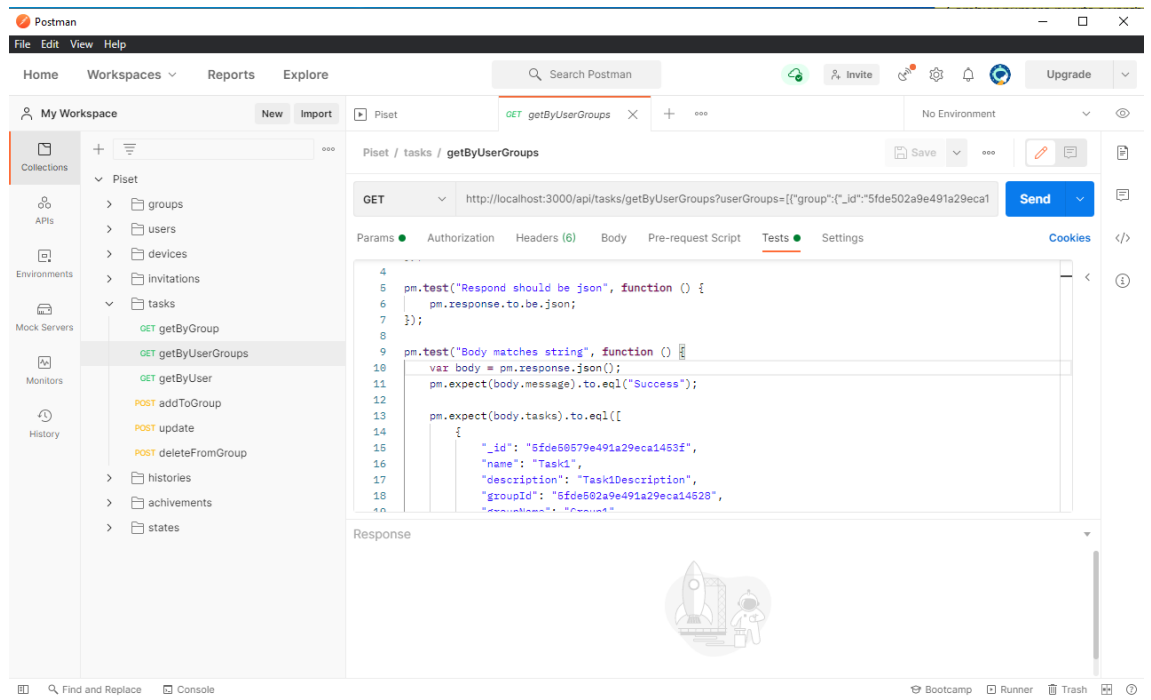 Postman
File Edit View Help
Home Workspaces Reports Explore Search Postman Invite Upgrade
My Workspace New Import Piset GET getByUserGroups No Environment
Collections
APIs
Environments
Mock Servers
Monitors
History
Piset
groups
users
devices
invitations
tasks
GET getByGroup
GET getByUserGroups
GET getByUser
POST addToGroup
POST update
POST deleteFromGroup
histories
achivements
states
Piset / tasks / getByUserGroups Save
GET http://localhost:3000/api/tasks/getByUserGroups?userGroups=[{"group":{"_id":"5fde502a9e491a29eca1 Send
Params Authorization Headers (6) Body Pre-request Script Tests Settings Cookies
4
5 pm.test("Respond should be json", function () {
6 pm.response.to.be.json;
7 });
8
9 pm.test("Body matches string", function () {
10 var body = pm.response.json();
11 pm.expect(body.message).to.eql("Success");
12
13 pm.expect(body.tasks).to.eql([
14 {
15 "_id": "5fde50579e491a29eca1453f",
16 "name": "Task1",
17 "description": "Task1Description",
18 "groupId": "5fde502a9e491a29eca14528",
19 "groupName": "Group1"
Response
Find and Replace Console Bootcamp Runner Trash